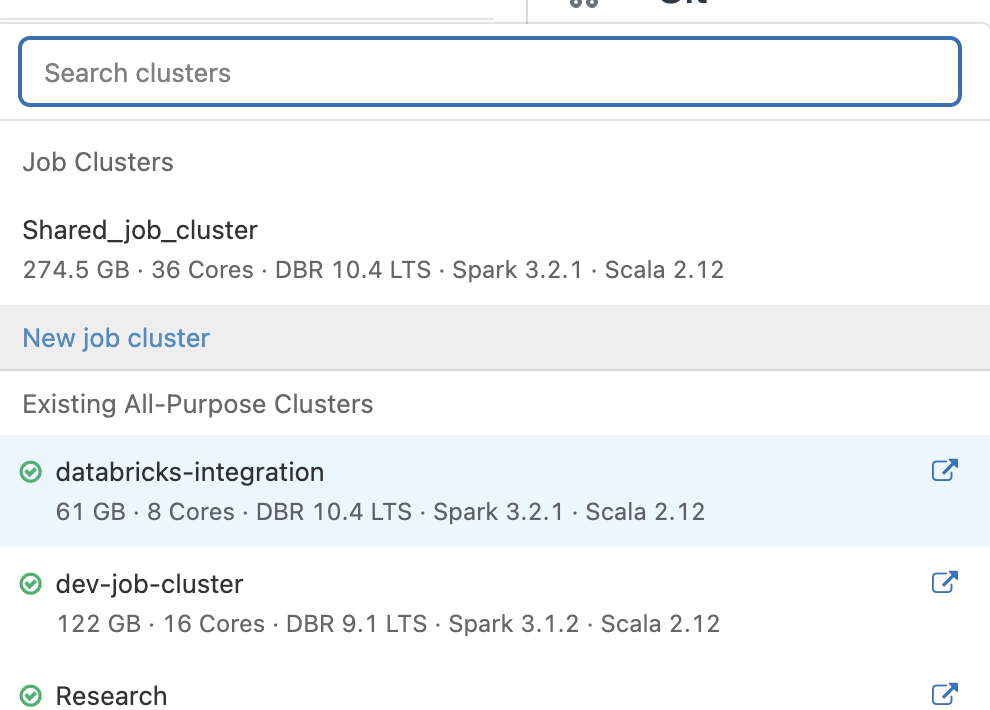 Search clusters
Job Clusters
Shared_job_cluster
274.5 GB · 36 Cores · DBR 10.4 LTS · Spark 3.2.1 · Scala 2.12
New job cluster
Existing All-Purpose Clusters
databricks-integration
61 GB · 8 Cores · DBR 10.4 LTS · Spark 3.2.1 · Scala 2.12
dev-job-cluster
122 GB · 16 Cores · DBR 9.1 LTS · Spark 3.1.2 · Scala 2.12
Research